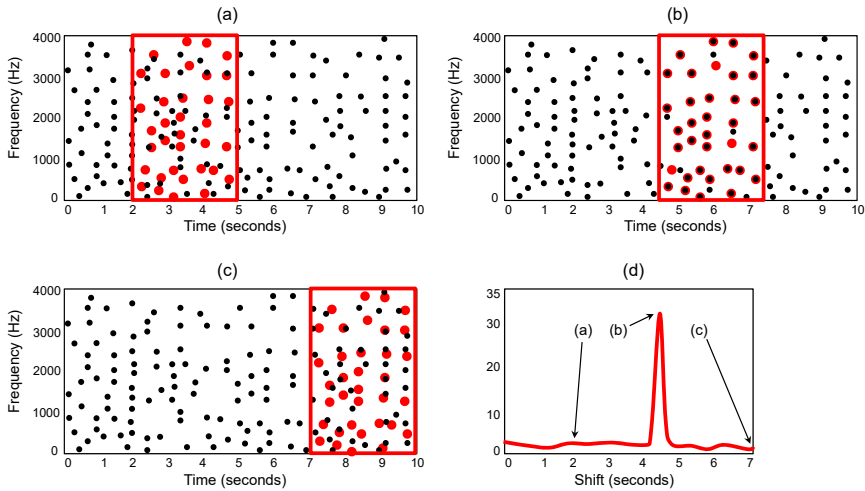 (a)
Frequency (Hz)
4000
3000
2000
1000
0
0 1 2 3 4 5 6 7 8 9 10
Time (seconds)
(b)
Frequency (Hz)
4000
3000
2000
1000
0
0 1 2 3 4 5 6 7 8 9 10
Time (seconds)
(c)
Frequency (Hz)
4000
3000
2000
1000
0
0 1 2 3 4 5 6 7 8 9 10
Time (seconds)
(d)
35
30
20
10
0
(a) (b) (c)
0 1 2 3 4 5 6 7
Shift (seconds)